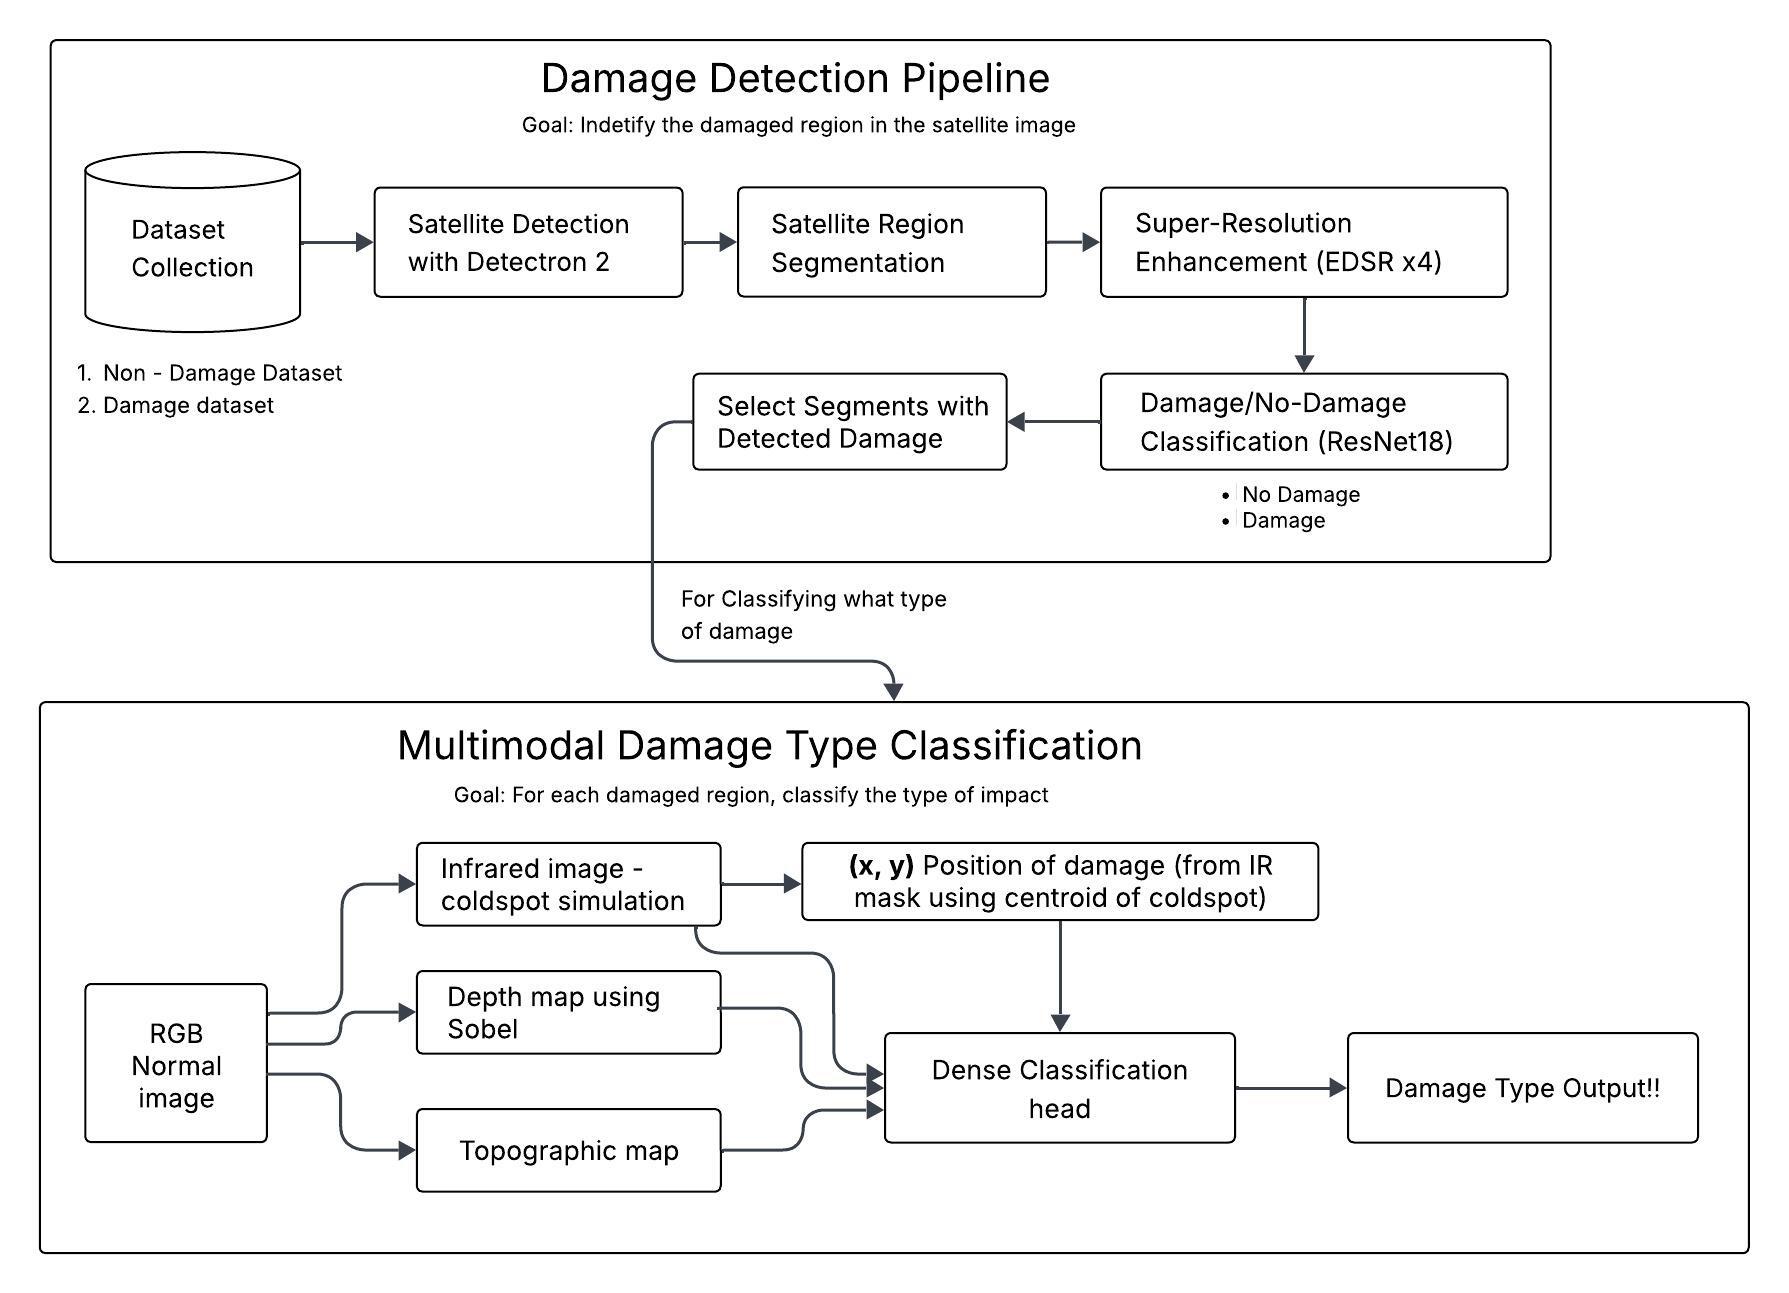 Damage Detection Pipeline
Goal: Indetify the damaged region in the satellite image
Dataset
Collection
Satellite Detection
with Detectron 2
Satellite Region
Segmentation
Super-Resolution
Enhancement (EDSR x4)
1. Non - Damage Dataset
2. Damage dataset
Select Segments with
Detected Damage
Damage/No-Damage
Classification (ResNet18)
• No Damage
• Damage
For Classifying what type
of damage
Multimodal Damage Type Classification
Goal: For each damaged region, classify the type of impact
Infrared image -
coldspot simulation
(x, y) Position of damage (from IR
mask using centroid of coldspot)
RGB
Normal
image
Depth map using
Sobel
Topographic map
Dense Classification
head
Damage Type Output!!